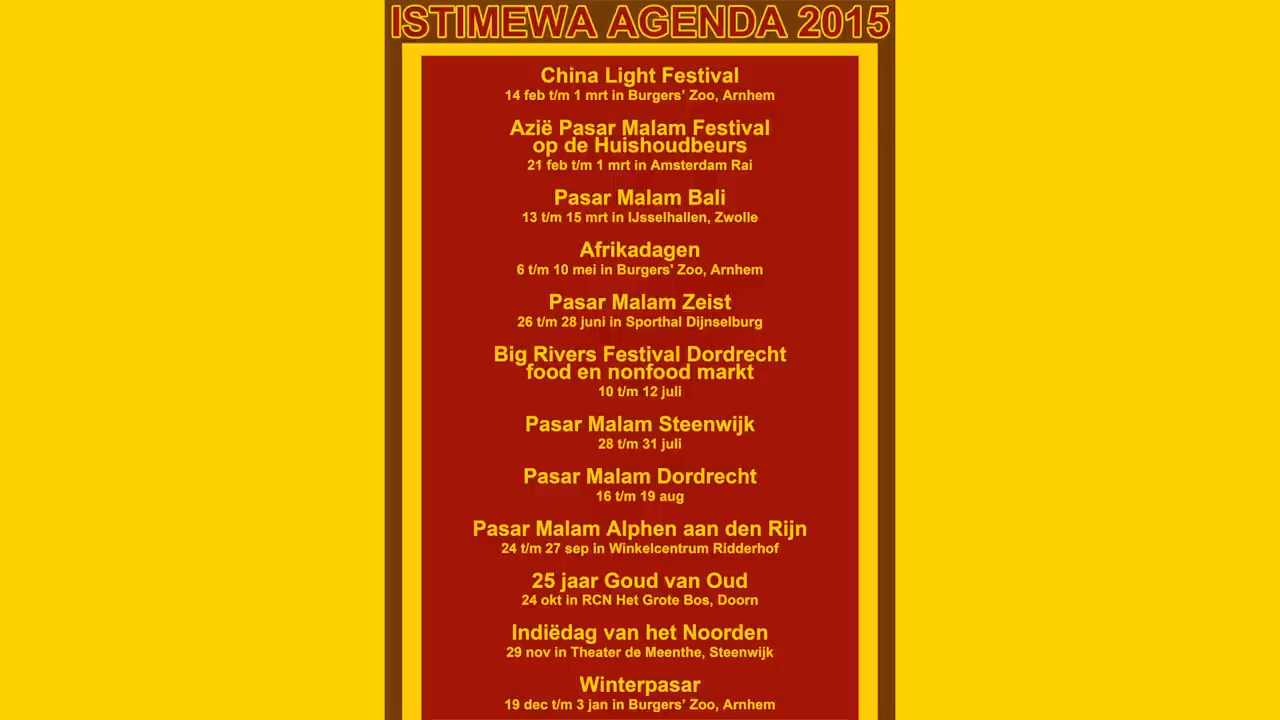 ISTIMEWA AGENDA 2015
China Light Festival
14 feb t/m 1 mrt in Burgers' Zoo, Arnhem
Azië Pasar Malam Festival
op de Huishoudbeurs
21 feb t/m 1 mrt in Amsterdam Rai
Pasar Malam Bali
13 t/m 15 mrt in IJsselhallen, Zwolle
Afrikadagen
6 t/m 10 mei in Burgers' Zoo, Arnhem
Pasar Malam Zeist
26 t/m 28 juni in Sporthal Dijnselburg
Big Rivers Festival Dordrecht
food en nonfood markt
10 t/m 12 juli
Pasar Malam Steenwijk
28 t/m 31 juli
Pasar Malam Dordrecht
16 t/m 19 aug
Pasar Malam Alphen aan den Rijn
24 t/m 27 sep in Winkelcentrum Ridderhof
25 jaar Goud van Oud
24 okt in RCN Het Grote Bos, Doorn
Indiëdag van het Noorden
29 nov in Theater de Meenthe, Steenwijk
Winterpasar
19 dec t/m 3 jan in Burgers' Zoo, Arnhem